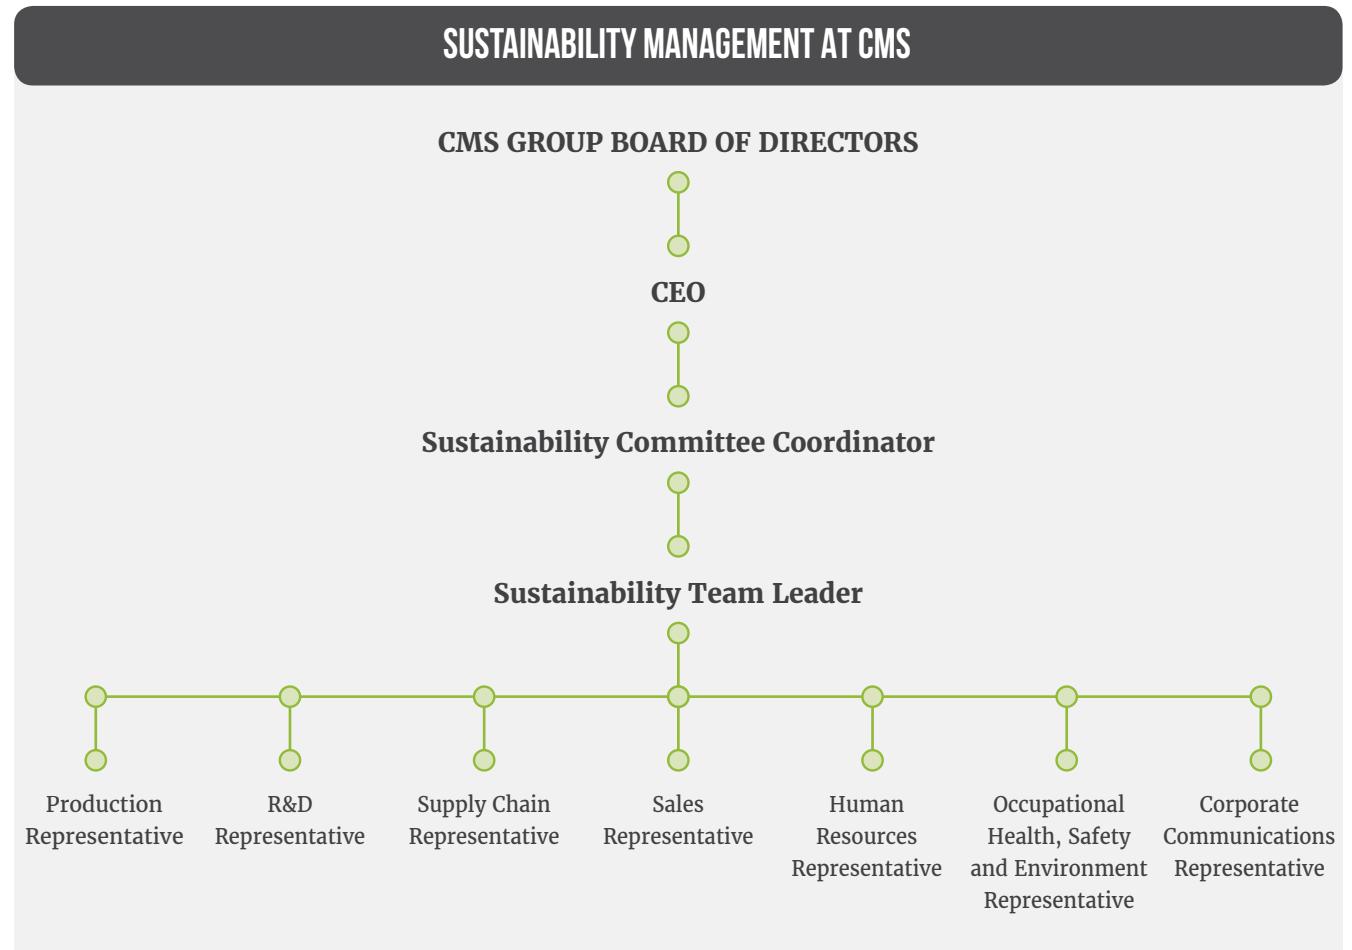 SUSTAINABILITY MANAGEMENT AT CMS
CMS GROUP BOARD OF DIRECTORS
CEO
Sustainability Committee Coordinator
Sustainability Team Leader
Production
Representative
R&D
Representative
Supply Chain
Representative
Sales
Representative
Human
Resources
Representative
Occupational
Health, Safety
and Environment
Representative
Corporate
Communications
Representative